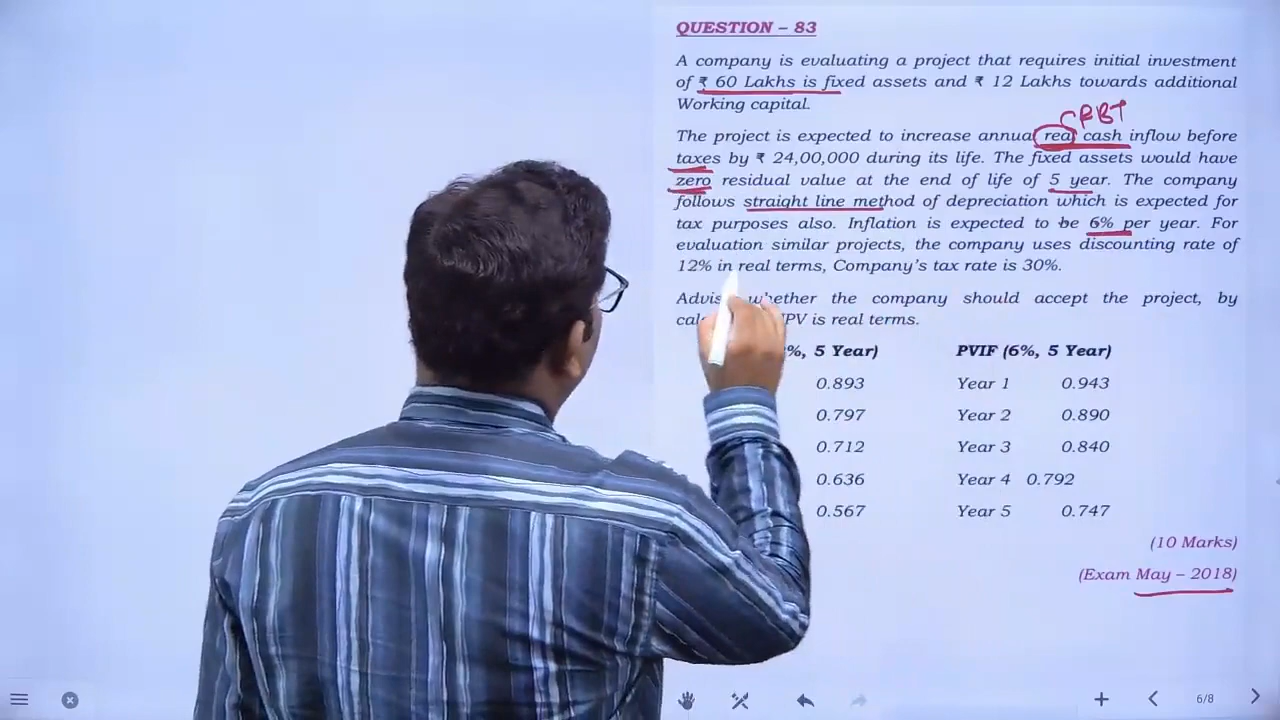 QUESTION – 83
A company is evaluating a project that requires initial investment
of ₹ 60 Lakhs is fixed assets and ₹ 12 Lakhs towards additional
Working capital.
CFBT
The project is expected to increase annual real cash inflow before
taxes by ₹ 24,00,000 during its life. The fixed assets would have
zero residual value at the end of life of 5 year. The company
follows straight line method of depreciation which is expected for
tax purposes also. Inflation is expected to be 6% per year. For
evaluation similar projects, the company uses discounting rate of
12% in real terms, Company's tax rate is 30%.
whether the company should accept the project, by
is real terms.
%, 5 Year) PVIF (6%, 5 Year)
0.893 Year 1 0.943
0.797 Year 2 0.890
0.712 Year 3 0.840
0.636 Year 4 0.792
0.567 Year 5 0.747
(10 Marks)
(Exam May – 2018)
6/8